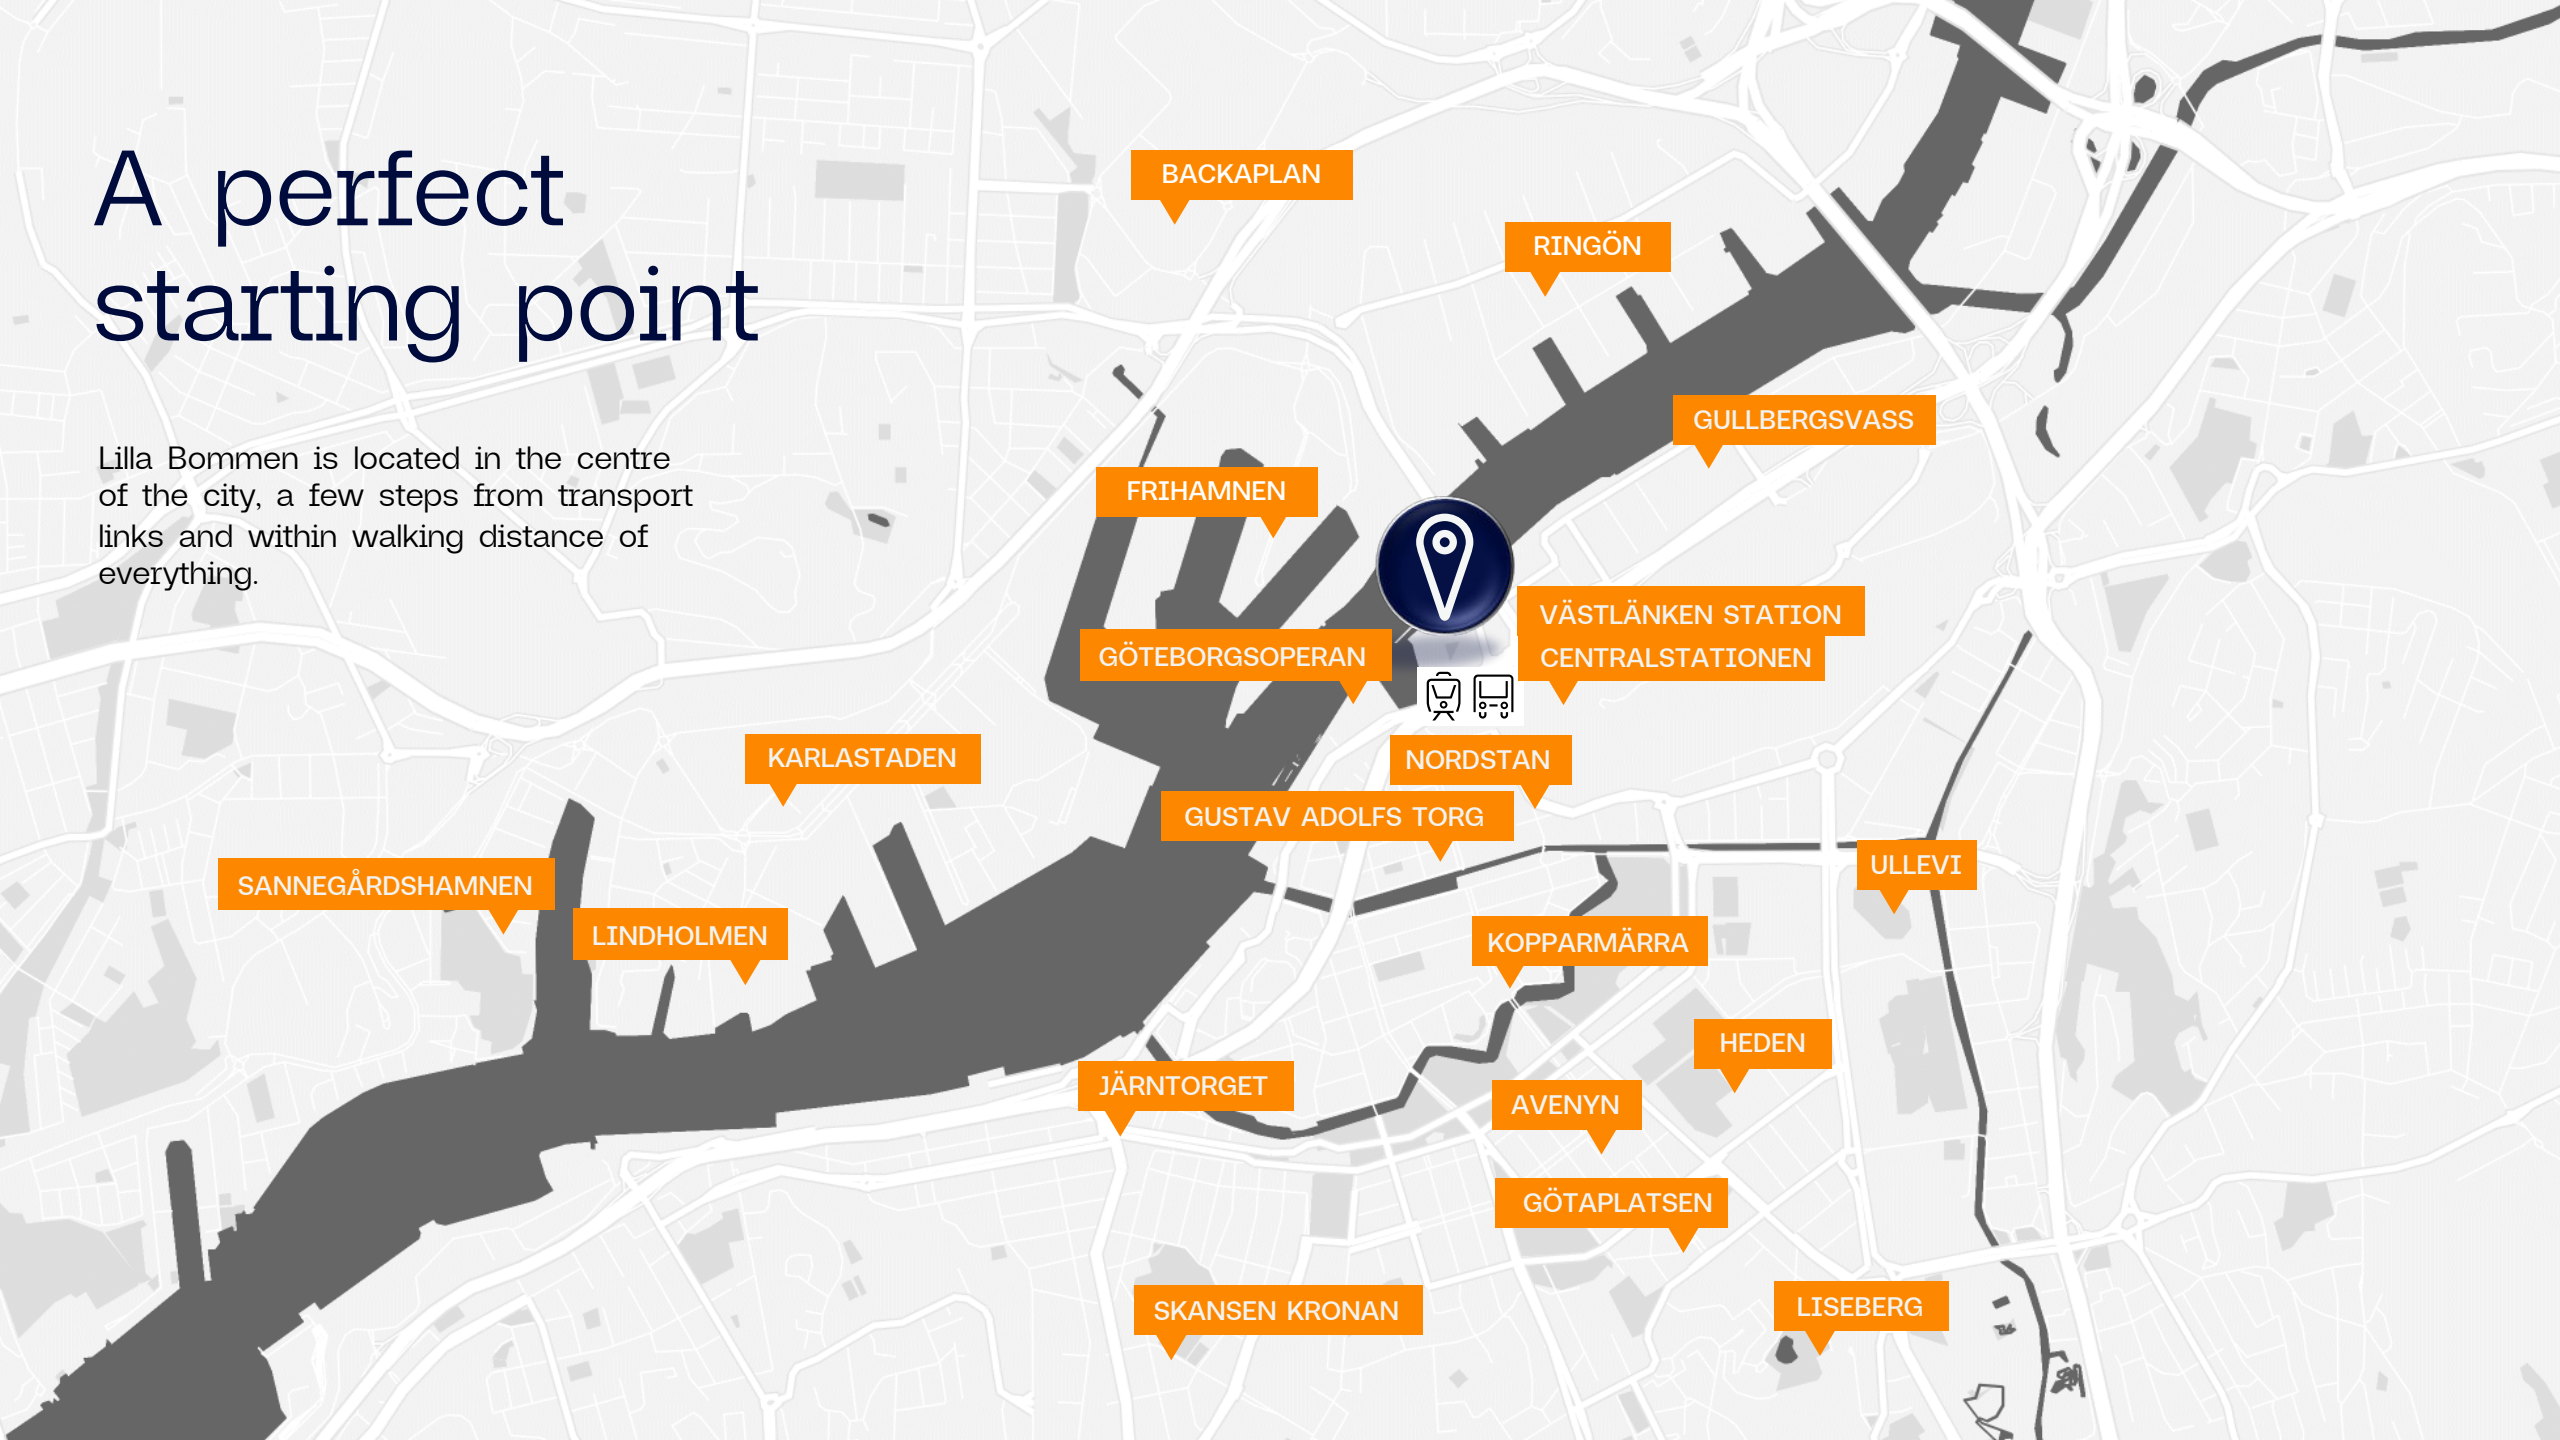 A perfect
starting point
Lilla Bommen is located in the centre
of the city, a few steps from transport
links and within walking distance of
everything.
BACKAPLAN
RINGÖN
GULLBERGSVASS
FRIHAMNEN
VÄSTLÄNKEN STATION
CENTRALSTATIONEN
GÖTEBORGSOPERAN
KARLASTADEN
NORDSTAN
GUSTAV ADOLFS TORG
ULLEVI
SANNEGÅRDSHAMNEN
LINDHOLMEN
KOPPARMÄRRA
HEDEN
JÄRNTORGET
AVENYN
GÖTAPLATSEN
SKANSEN KRONAN
LISEBERG